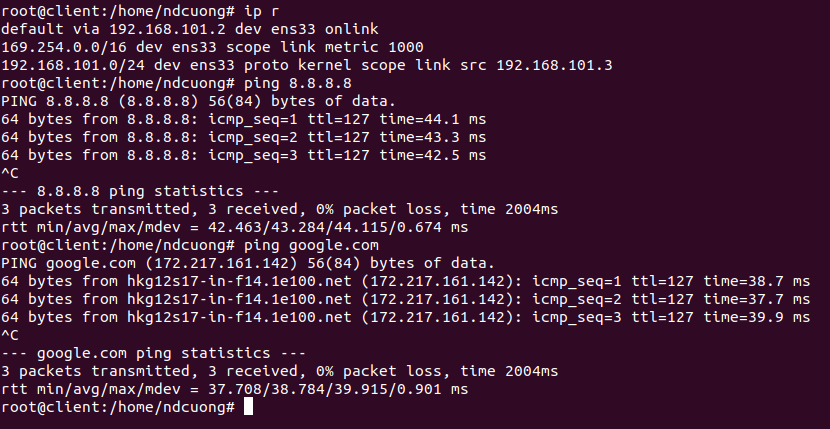 root@client:/home/ndcuong# ip r
default via 192.168.101.2 dev ens33 onlink
169.254.0.0/16 dev ens33 scope link metric 1000
192.168.101.0/24 dev ens33 proto kernel scope link src 192.168.101.3
root@client:/home/ndcuong# ping 8.8.8.8
PING 8.8.8.8 (8.8.8.8) 56(84) bytes of data.
64 bytes from 8.8.8.8: icmp_seq=1 ttl=127 time=44.1 ms
64 bytes from 8.8.8.8: icmp_seq=2 ttl=127 time=43.3 ms
64 bytes from 8.8.8.8: icmp_seq=3 ttl=127 time=42.5 ms
^C
--- 8.8.8.8 ping statistics ---
3 packets transmitted, 3 received, 0% packet loss, time 2004ms
rtt min/avg/max/mdev = 42.463/43.284/44.115/0.674 ms
root@client:/home/ndcuong# ping google.com
PING google.com (172.217.161.142) 56(84) bytes of data.
64 bytes from hkg12s17-in-f14.1e100.net (172.217.161.142): icmp_seq=1 ttl=127 time=38.7 ms
64 bytes from hkg12s17-in-f14.1e100.net (172.217.161.142): icmp_seq=2 ttl=127 time=37.7 ms
64 bytes from hkg12s17-in-f14.1e100.net (172.217.161.142): icmp_seq=3 ttl=127 time=39.9 ms
^C
--- google.com ping statistics ---
3 packets transmitted, 3 received, 0% packet loss, time 2004ms
rtt min/avg/max/mdev = 37.708/38.784/39.915/0.901 ms
root@client:/home/ndcuong#